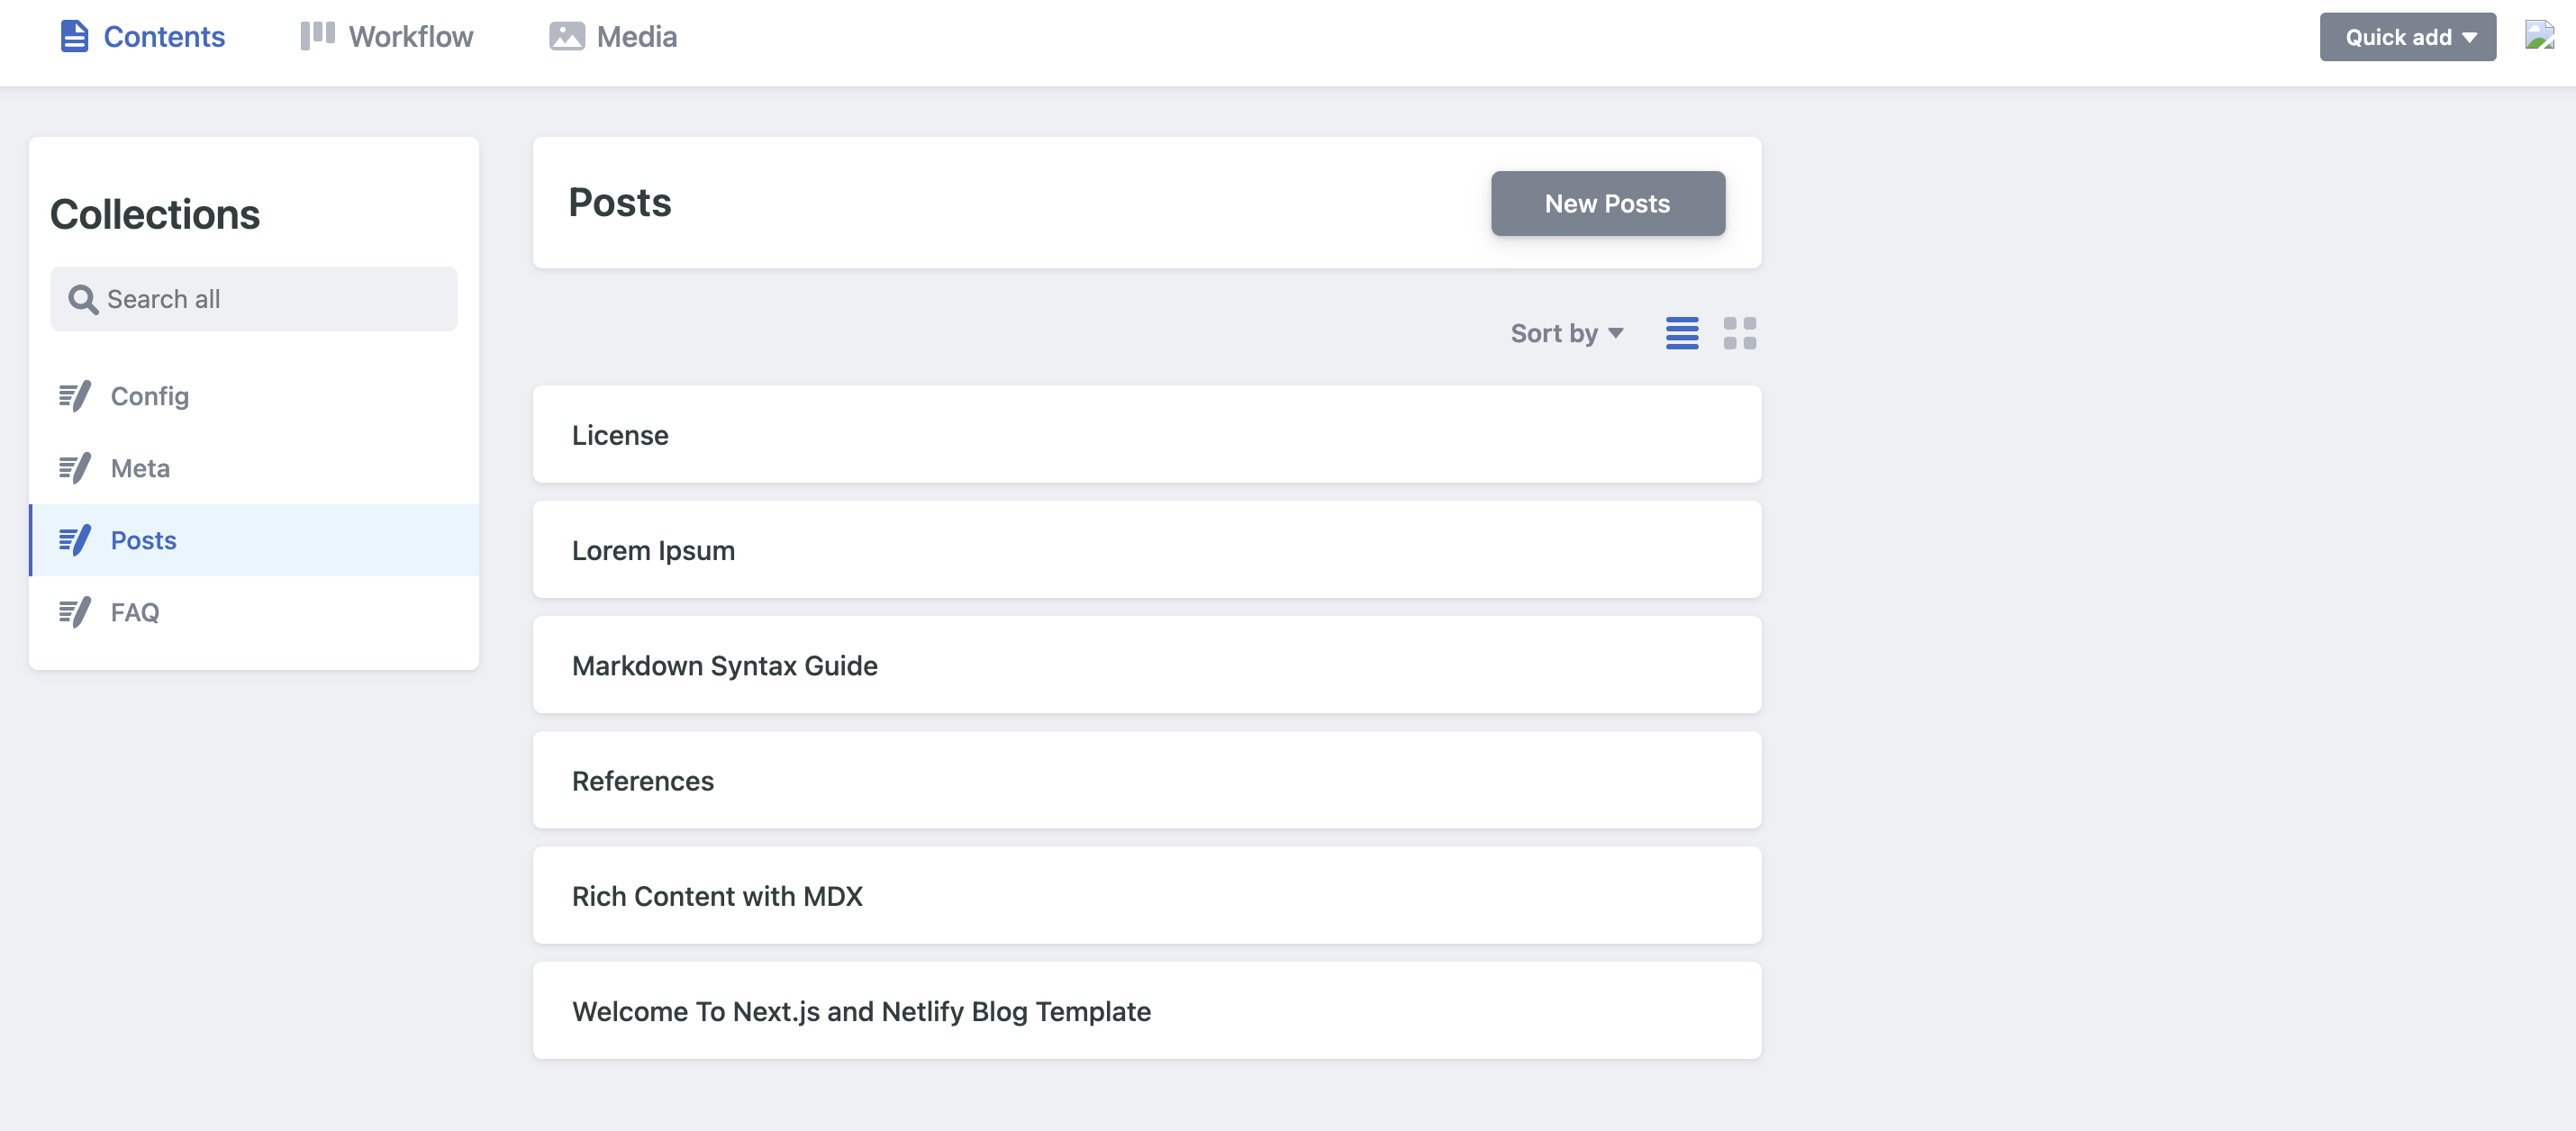 Contents
Workflow
Media
Quick add
Collections
Search all
Config
Meta
Posts
FAQ
Posts
New Posts
Sort by
License
Lorem Ipsum
Markdown Syntax Guide
References
Rich Content with MDX
Welcome To Next.js and Netlify Blog Template